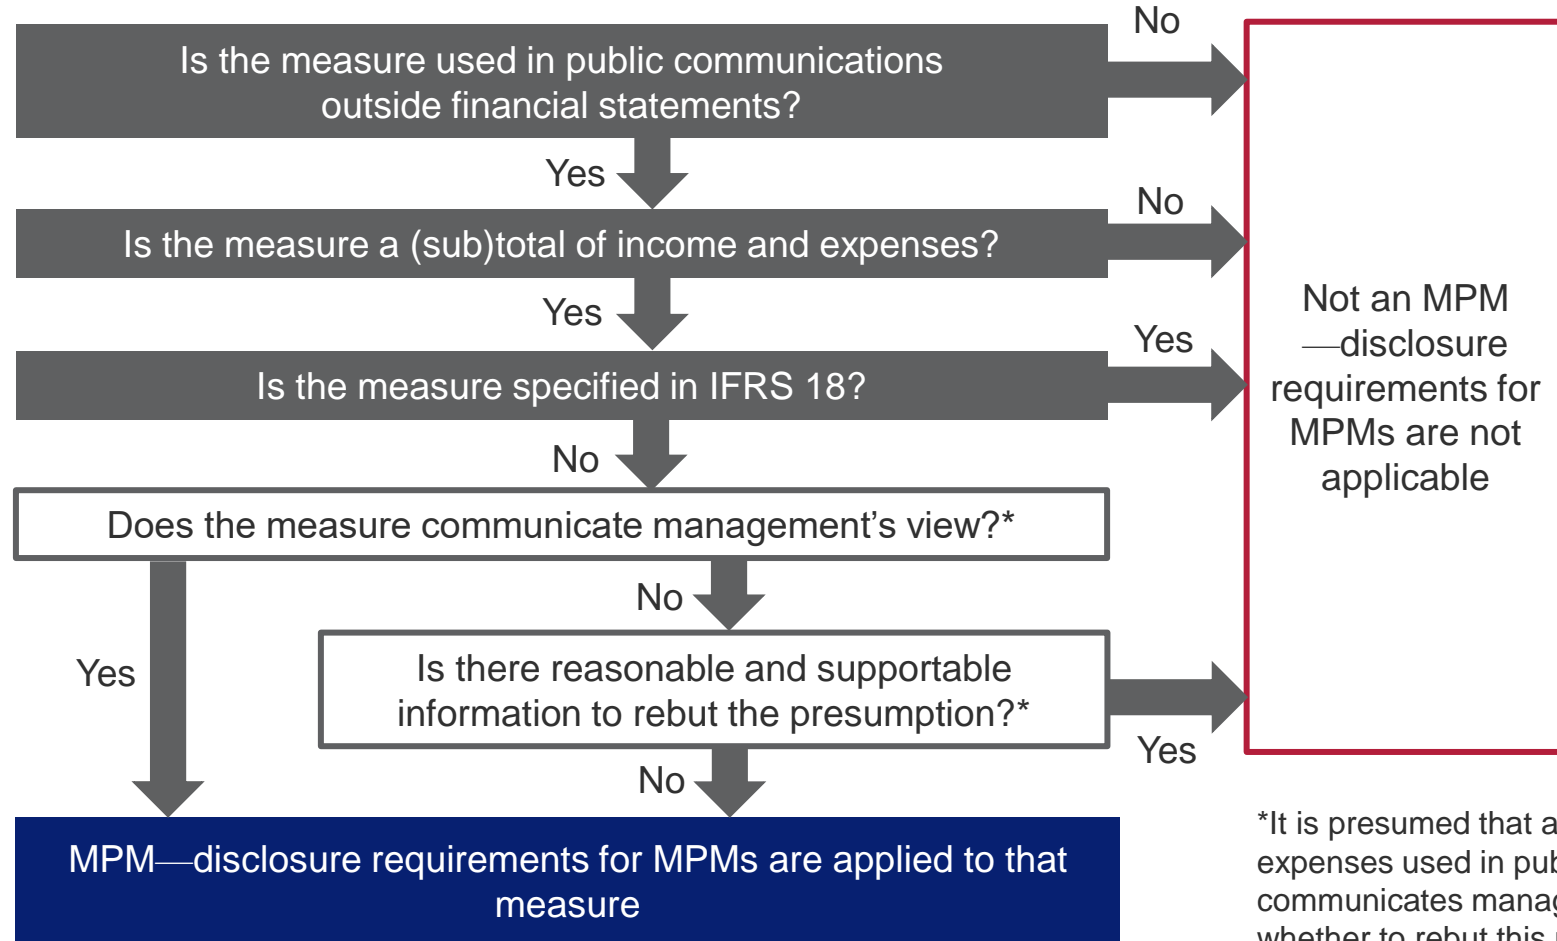 No
Is the measure used in public communications
outside financial statements?
Yes
No
Is the measure a (sub)total of income and expenses?
Yes
Yes
Is the measure specified in IFRS 18?
No
Not an MPM
—disclosure
requirements for
MPMs are not
applicable
Does the measure communicate management’s view?*
No
Yes
Is there reasonable and supportable
information to rebut the presumption?*
Yes
No
MPM—disclosure requirements for MPMs are applied to that
measure
*It is presumed that a
expenses used in pub
communicates manag
whether to rebut this